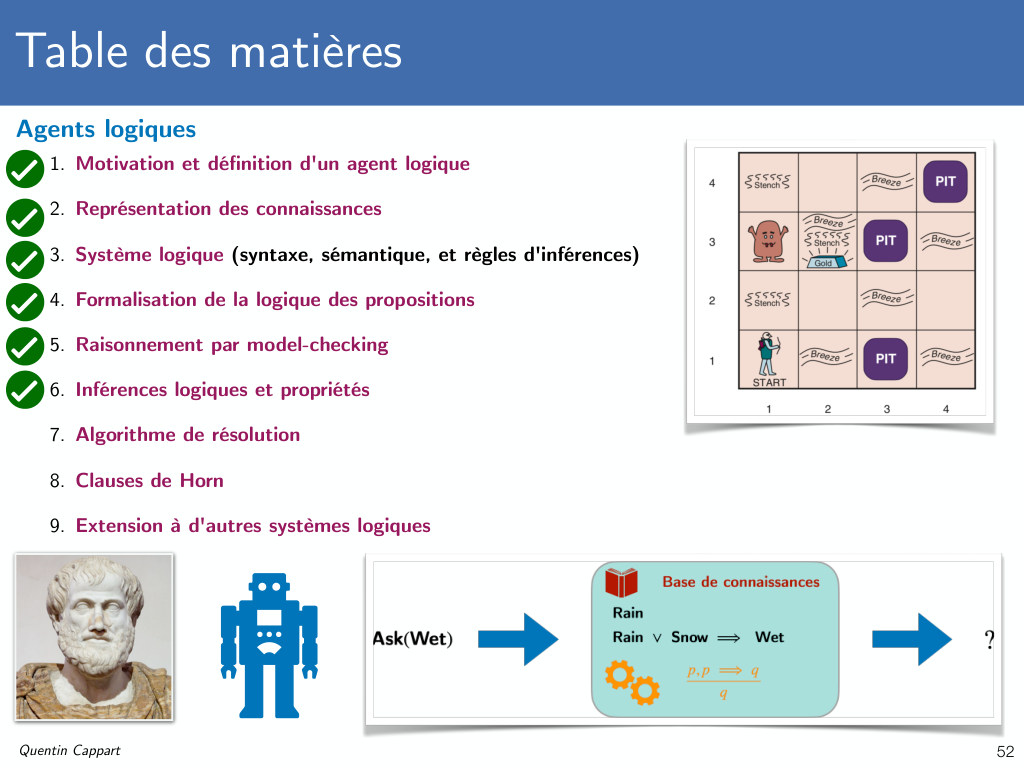 Table des matières
Agents logiques
1. Motivation et définition d'un agent logique
2. Représentation des connaissances
3. Système logique (syntaxe, sémantique, et règles d'inférences)
4. Formalisation de la logique des propositions
5. Raisonnement par model-checking
6. Inférences logiques et propriétés
7. Algorithme de résolution
8. Clauses de Horn
9. Extension à d'autres systèmes logiques
4 Stench Breeze PIT
Breeze
3 Stench PIT Breeze
Gold
2 Stench Breeze
1 Breeze PIT Breeze
START
1 2 3 4
Base de connaissances
Rain
Ask(Wet) Rain ∨ Snow ⟹ Wet ?
p,p ⟹ q
q
Quentin Cappart
52